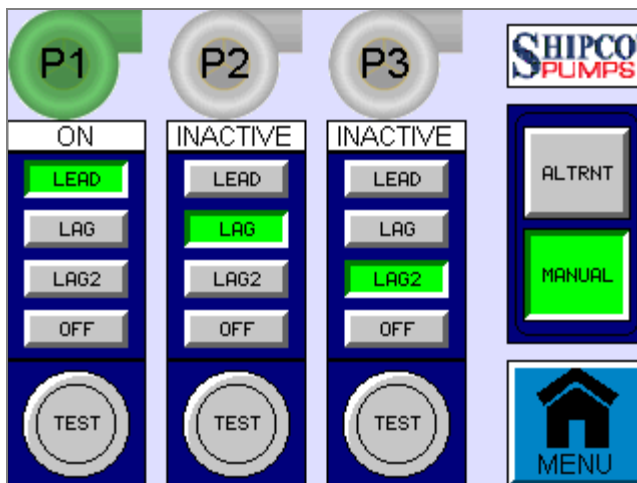 P1 P2 P3 SHIPCO
PUMPS
ON INACTIVE INACTIVE
LEAD LEAD LEAD ALTRNT
LAG LAG LAG
LAG2 LAG2 LAG2 MANUAL
OFF OFF OFF
TEST TEST TEST
MENU